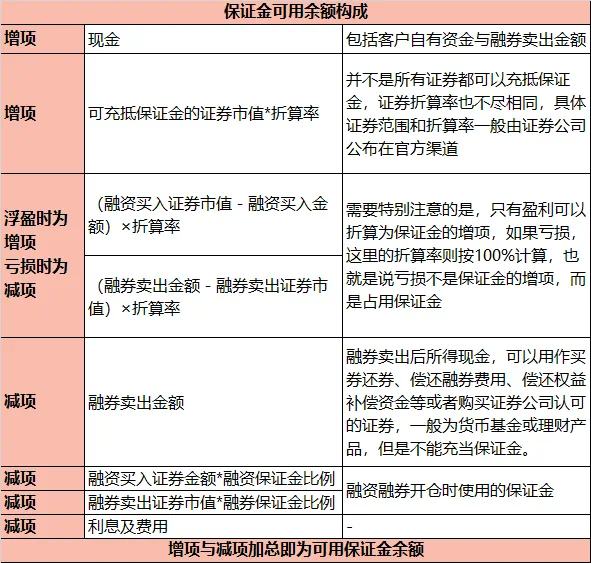 保证金可用余额构成
增项
现金
包括客户自有资金与融券卖出金额
增项
可充抵保证金的证券市值*折算率
并不是所有证券都可以充抵保证
金，证券折算率也不尽相同，具体
证券范围和折算率一般由证券公司
公布在官方渠道
浮盈时为
增项
亏损时为
减项
（融资买入证券市值－融资买入金
额）×折算率
（融券卖出金额－融券卖出证券市
值）×折算率
需要特别注意的是，只有盈利可以
折算为保证金的增项，如果亏损，
这里的折算率则按100%计算，也
就是说亏损不是保证金的增项，而
是占用保证金
减项
融券卖出金额
融券卖出后所得现金，可以用作买
券还券、偿还融券费用、偿还权益
补偿资金等或者购买证券公司认可
的证券，一般为货币基金或理财产
品，但是不能充当保证金。
减项
融资买入证券金额*融资保证金比例
融资融券开仓时使用的保证金
减项
融券卖出证券市值*融券保证金比例
减项
利息及费用
-
增项与减项加总即为可用保证金余额